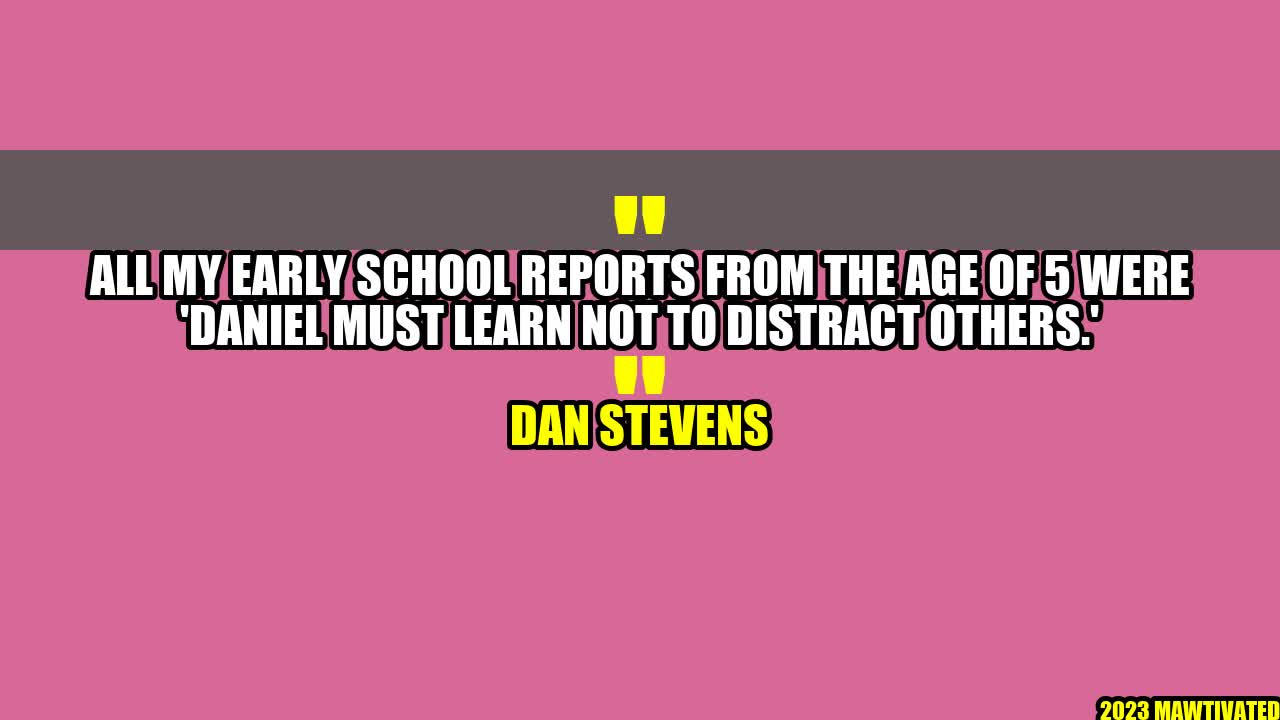 "
ALL MY EARLY SCHOOL REPORTS FROM THE AGE OF 5 WERE
'DANIEL MUST LEARN NOT TO DISTRACT OTHERS.'
"
DAN STEVENS
2023 MAWTIVATED